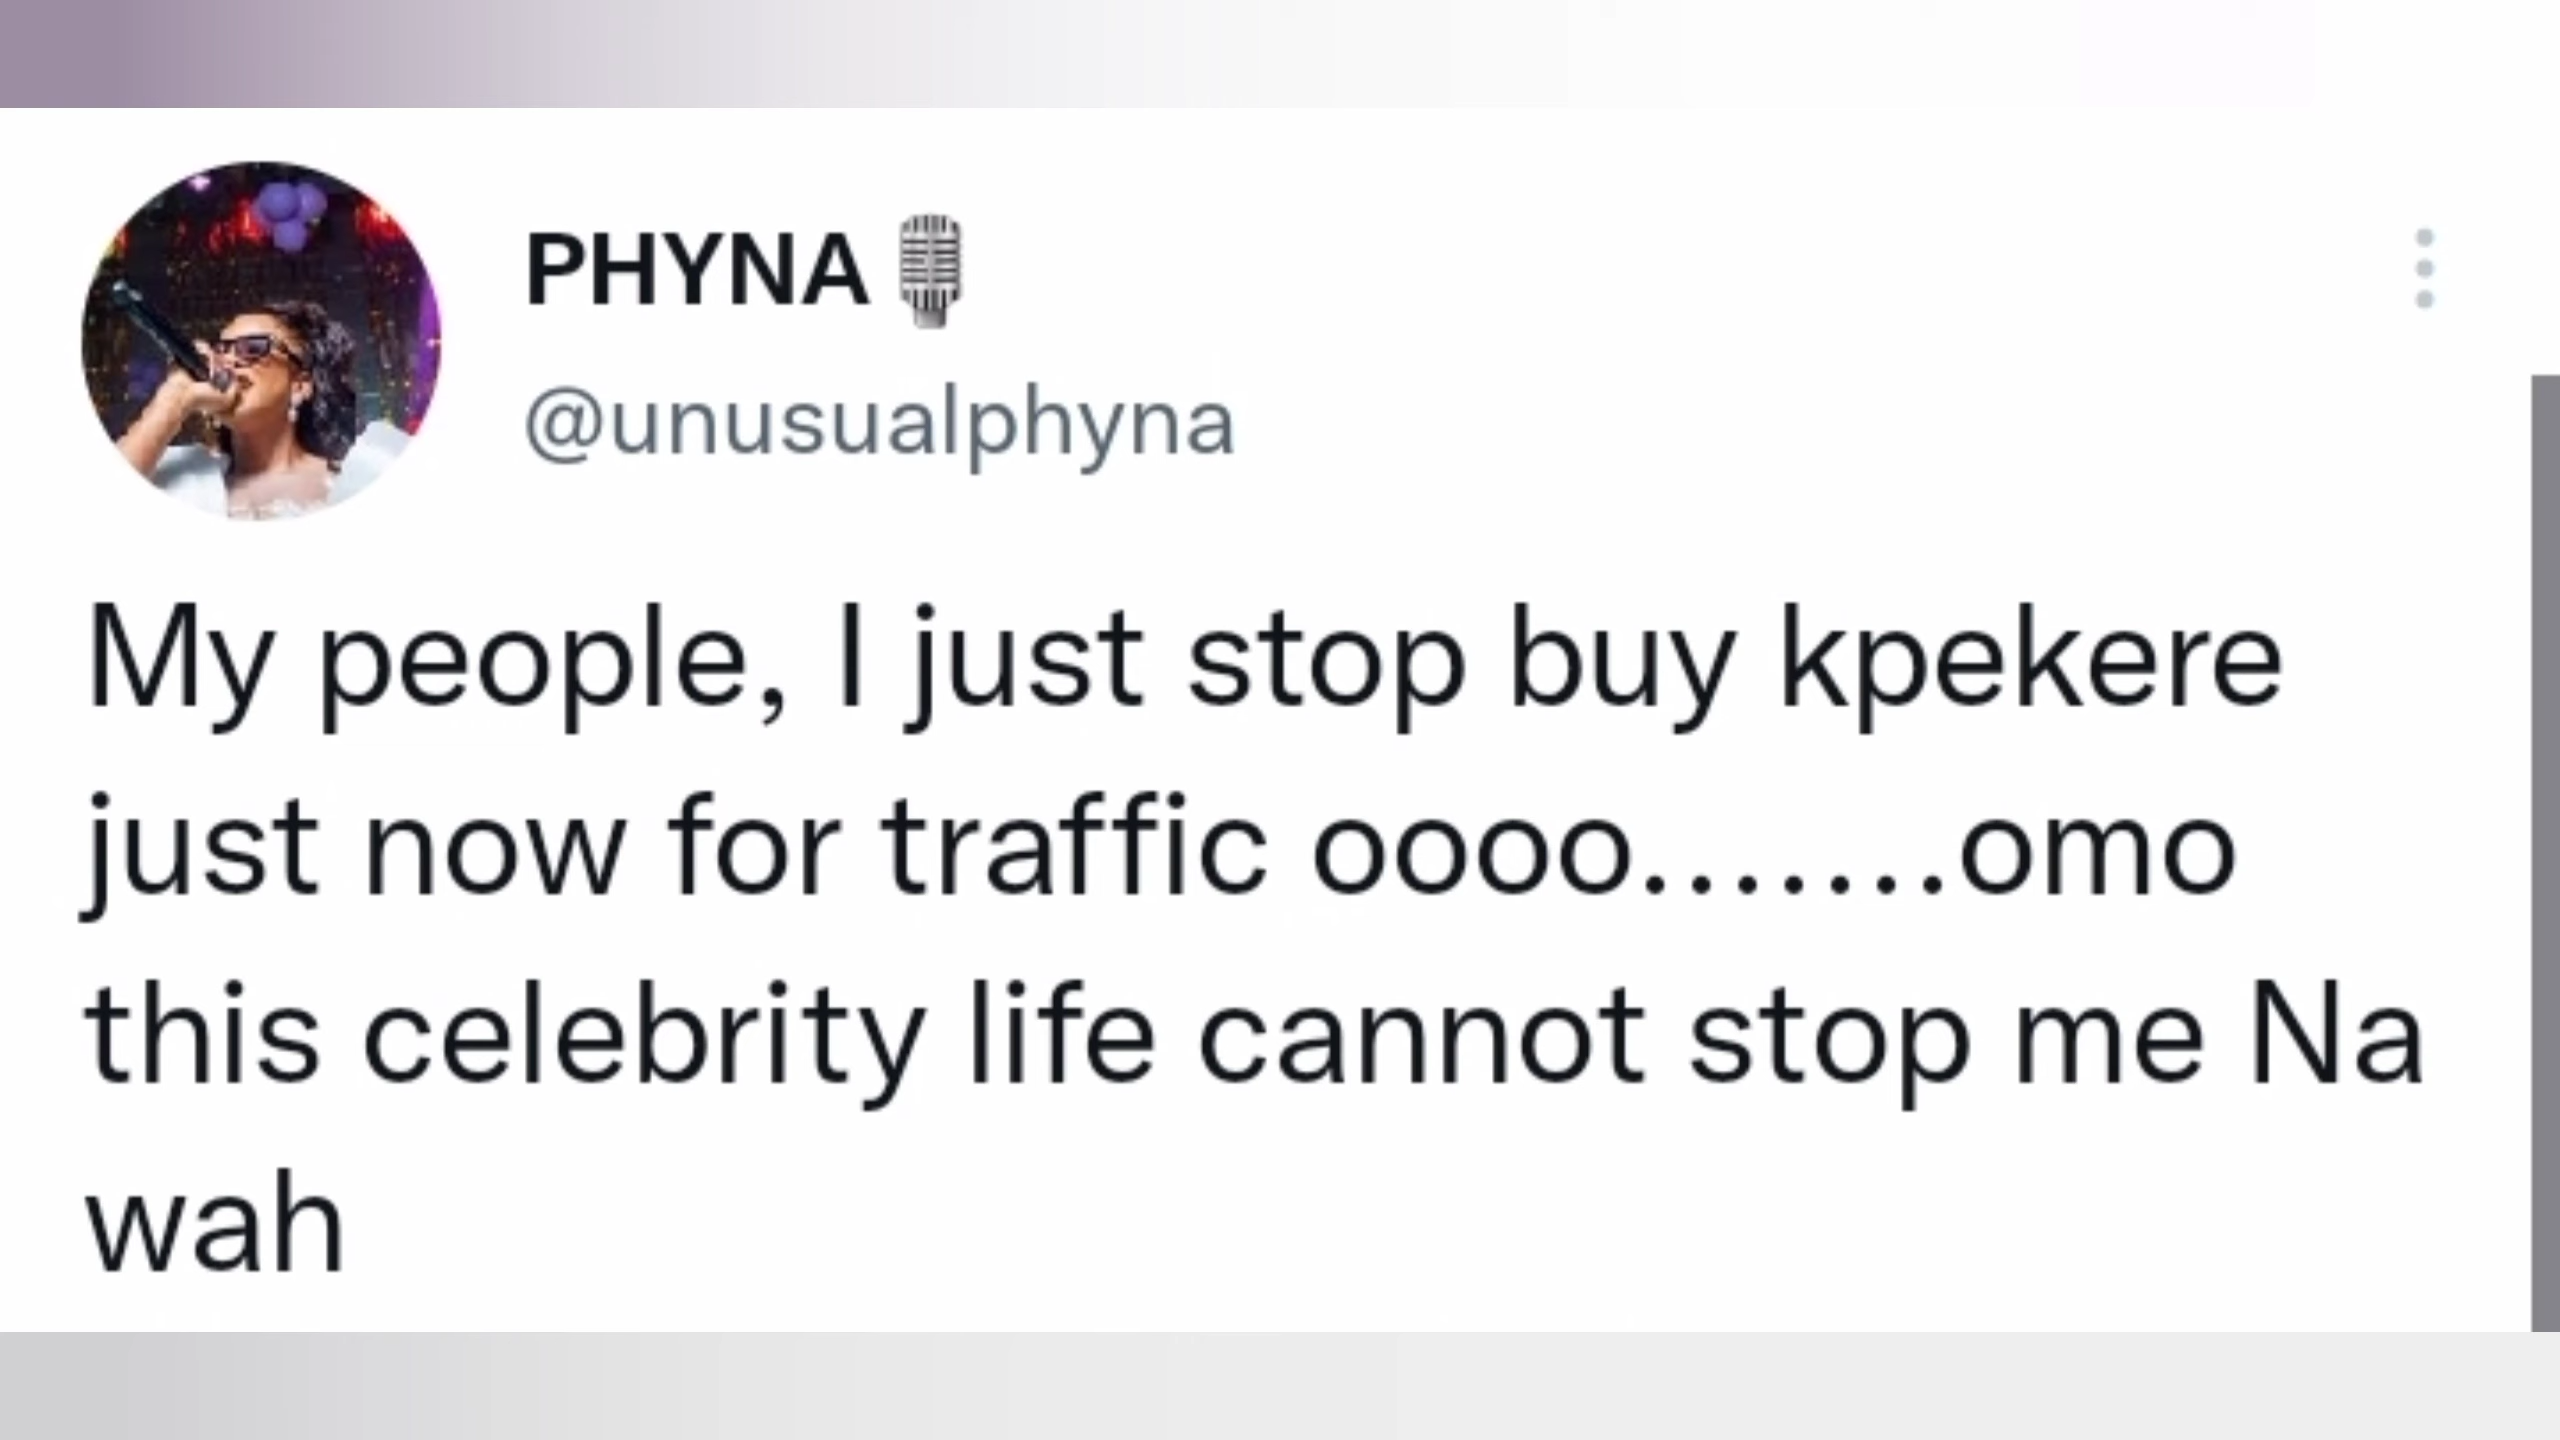 PHYNA🎙
@unusualphyna
My people, I just stop buy kpekere
just now for traffic oooo.......omo
this celebrity life cannot stop me Na
wah